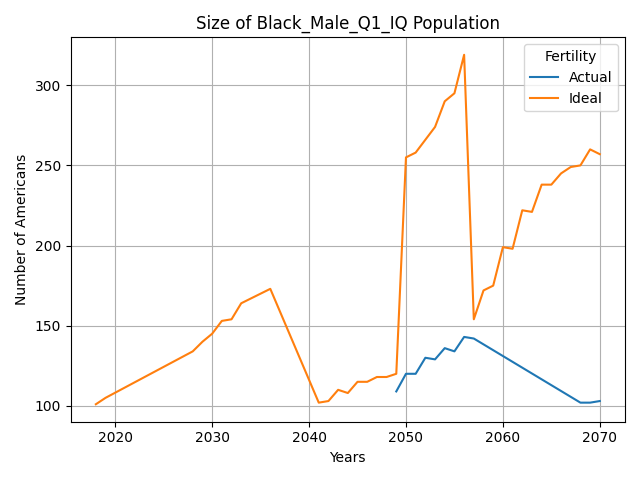 Size of Black_Male_Q1_IQ Population
Fertility
Actual
Ideal
Number of Americans
300
250
200
150
100
2020 2030 2040 2050 2060 2070
Years